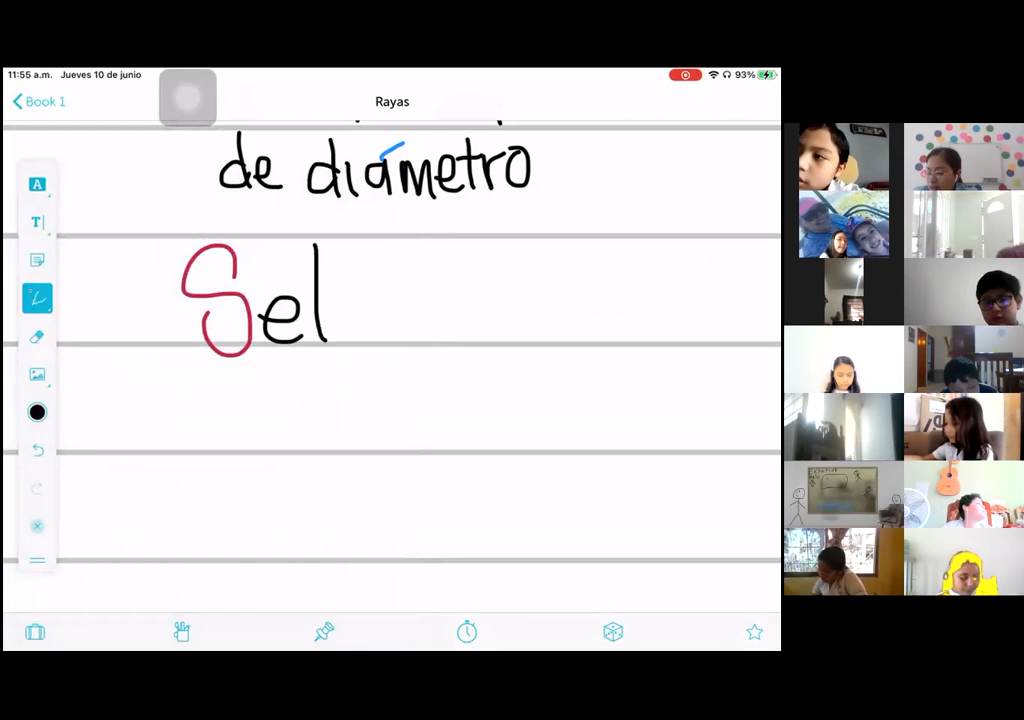 11:55 a.m. Jueves 10 de junio
93%
Book 1
Rayas
de diámetro
Sel
A
T